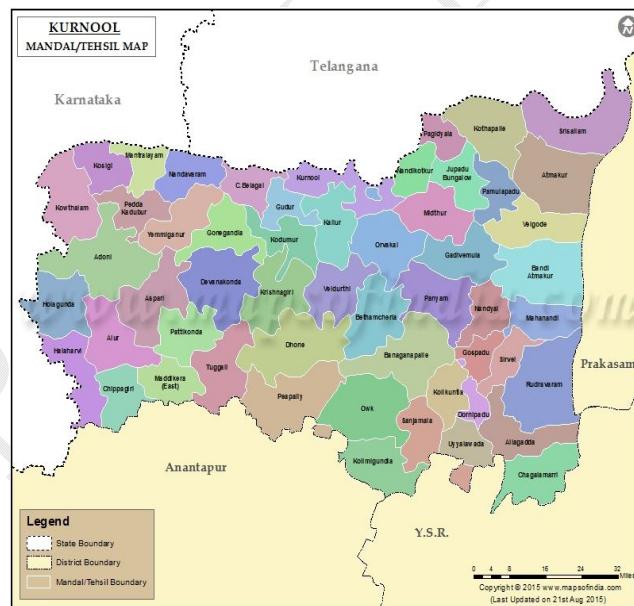 KURNOOL
MANDAL/TEHSIL MAP
N
Telangana
Karnataka
Srisailam
Kothapalle
Pagidyala
Mantralayam
Kosigi
Nandavaram
Atmakur
Nandikotkur
Jupadu
Bungalow
C.Belagal
Kurnool
Pamulapadu
Kowthalam
Pedda
Kadubur
Gudur
Midthur
Kallur
Velgode
Yemmiganur
Gonegandla
Kodumur
Orvakal
Adoni
Gadivemula
Bandi
Atmakur
Devanakonda
Krishnagiri
Veldurthi
Panyam
Holagunda
Aspari
Nandyal
Mahanandi
Bethamcherla
www.mapsofindia.com
Pattikonda
Alur
Dhone
Halaharvi
Banaganapalle
Gospadu
Sirvel
Prakasam
Tuggali
Rudravaram
Maddikera
(East)
Chippagiri
Peapally
Koilkuntla
Owk
Sanjamala
Dornipadu
Uyyalawada
Allagadda
Anantapur
Kolimigundla
Chagalamarri
Y.S.R.
Legend
State Boundary
District Boundary
Mandal/Tehsil Boundary
0 4 8 16 24 32
Miles
Copyright © 2015 www.mapsofindia.com
(Last Updated on 21st Aug 2015)